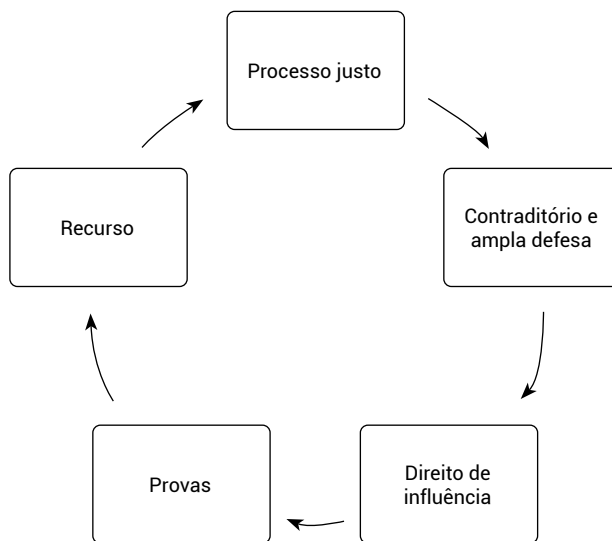 Processo justo
Contraditório e
ampla defesa
Direito de
influência
Provas
Recurso